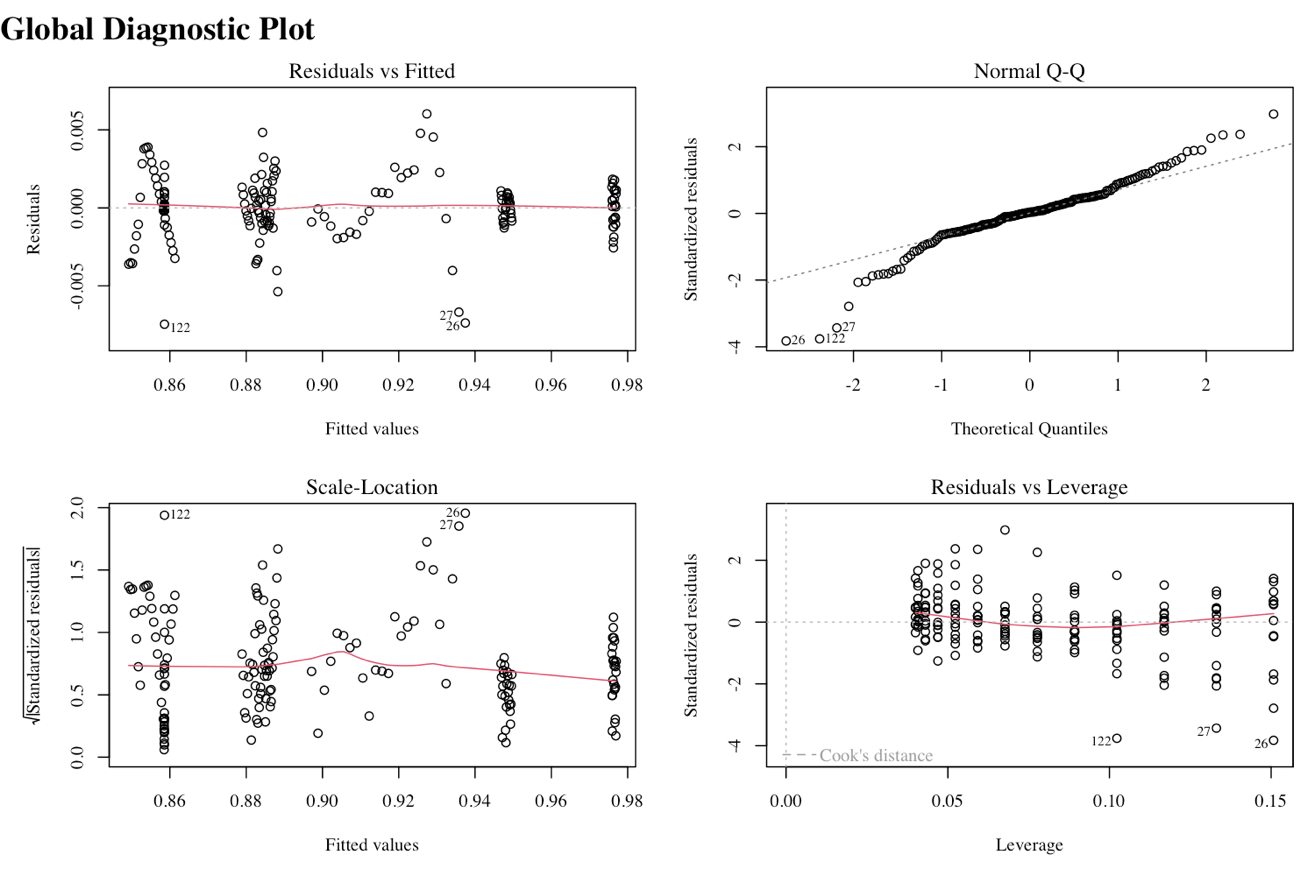 Global Diagnostic Plot
Residuals vs Fitted
Residuals
0.005
0.000
-0.005
122
27
26
0.86 0.88 0.90 0.92 0.94 0.96 0.98
Fitted values
Normal Q-Q
Standardized residuals
2
0
-2
-4
26
122
27
-2 -1 0 1 2
Theoretical Quantiles
Scale-Location
√|Standardized residuals|
2.0
1.5
1.0
0.5
0.0
122
26
27
0.86 0.88 0.90 0.92 0.94 0.96 0.98
Fitted values
Residuals vs Leverage
Standardized residuals
2
0
-2
-4
122
27
26
Cook's distance
0.00 0.05 0.10 0.15
Leverage